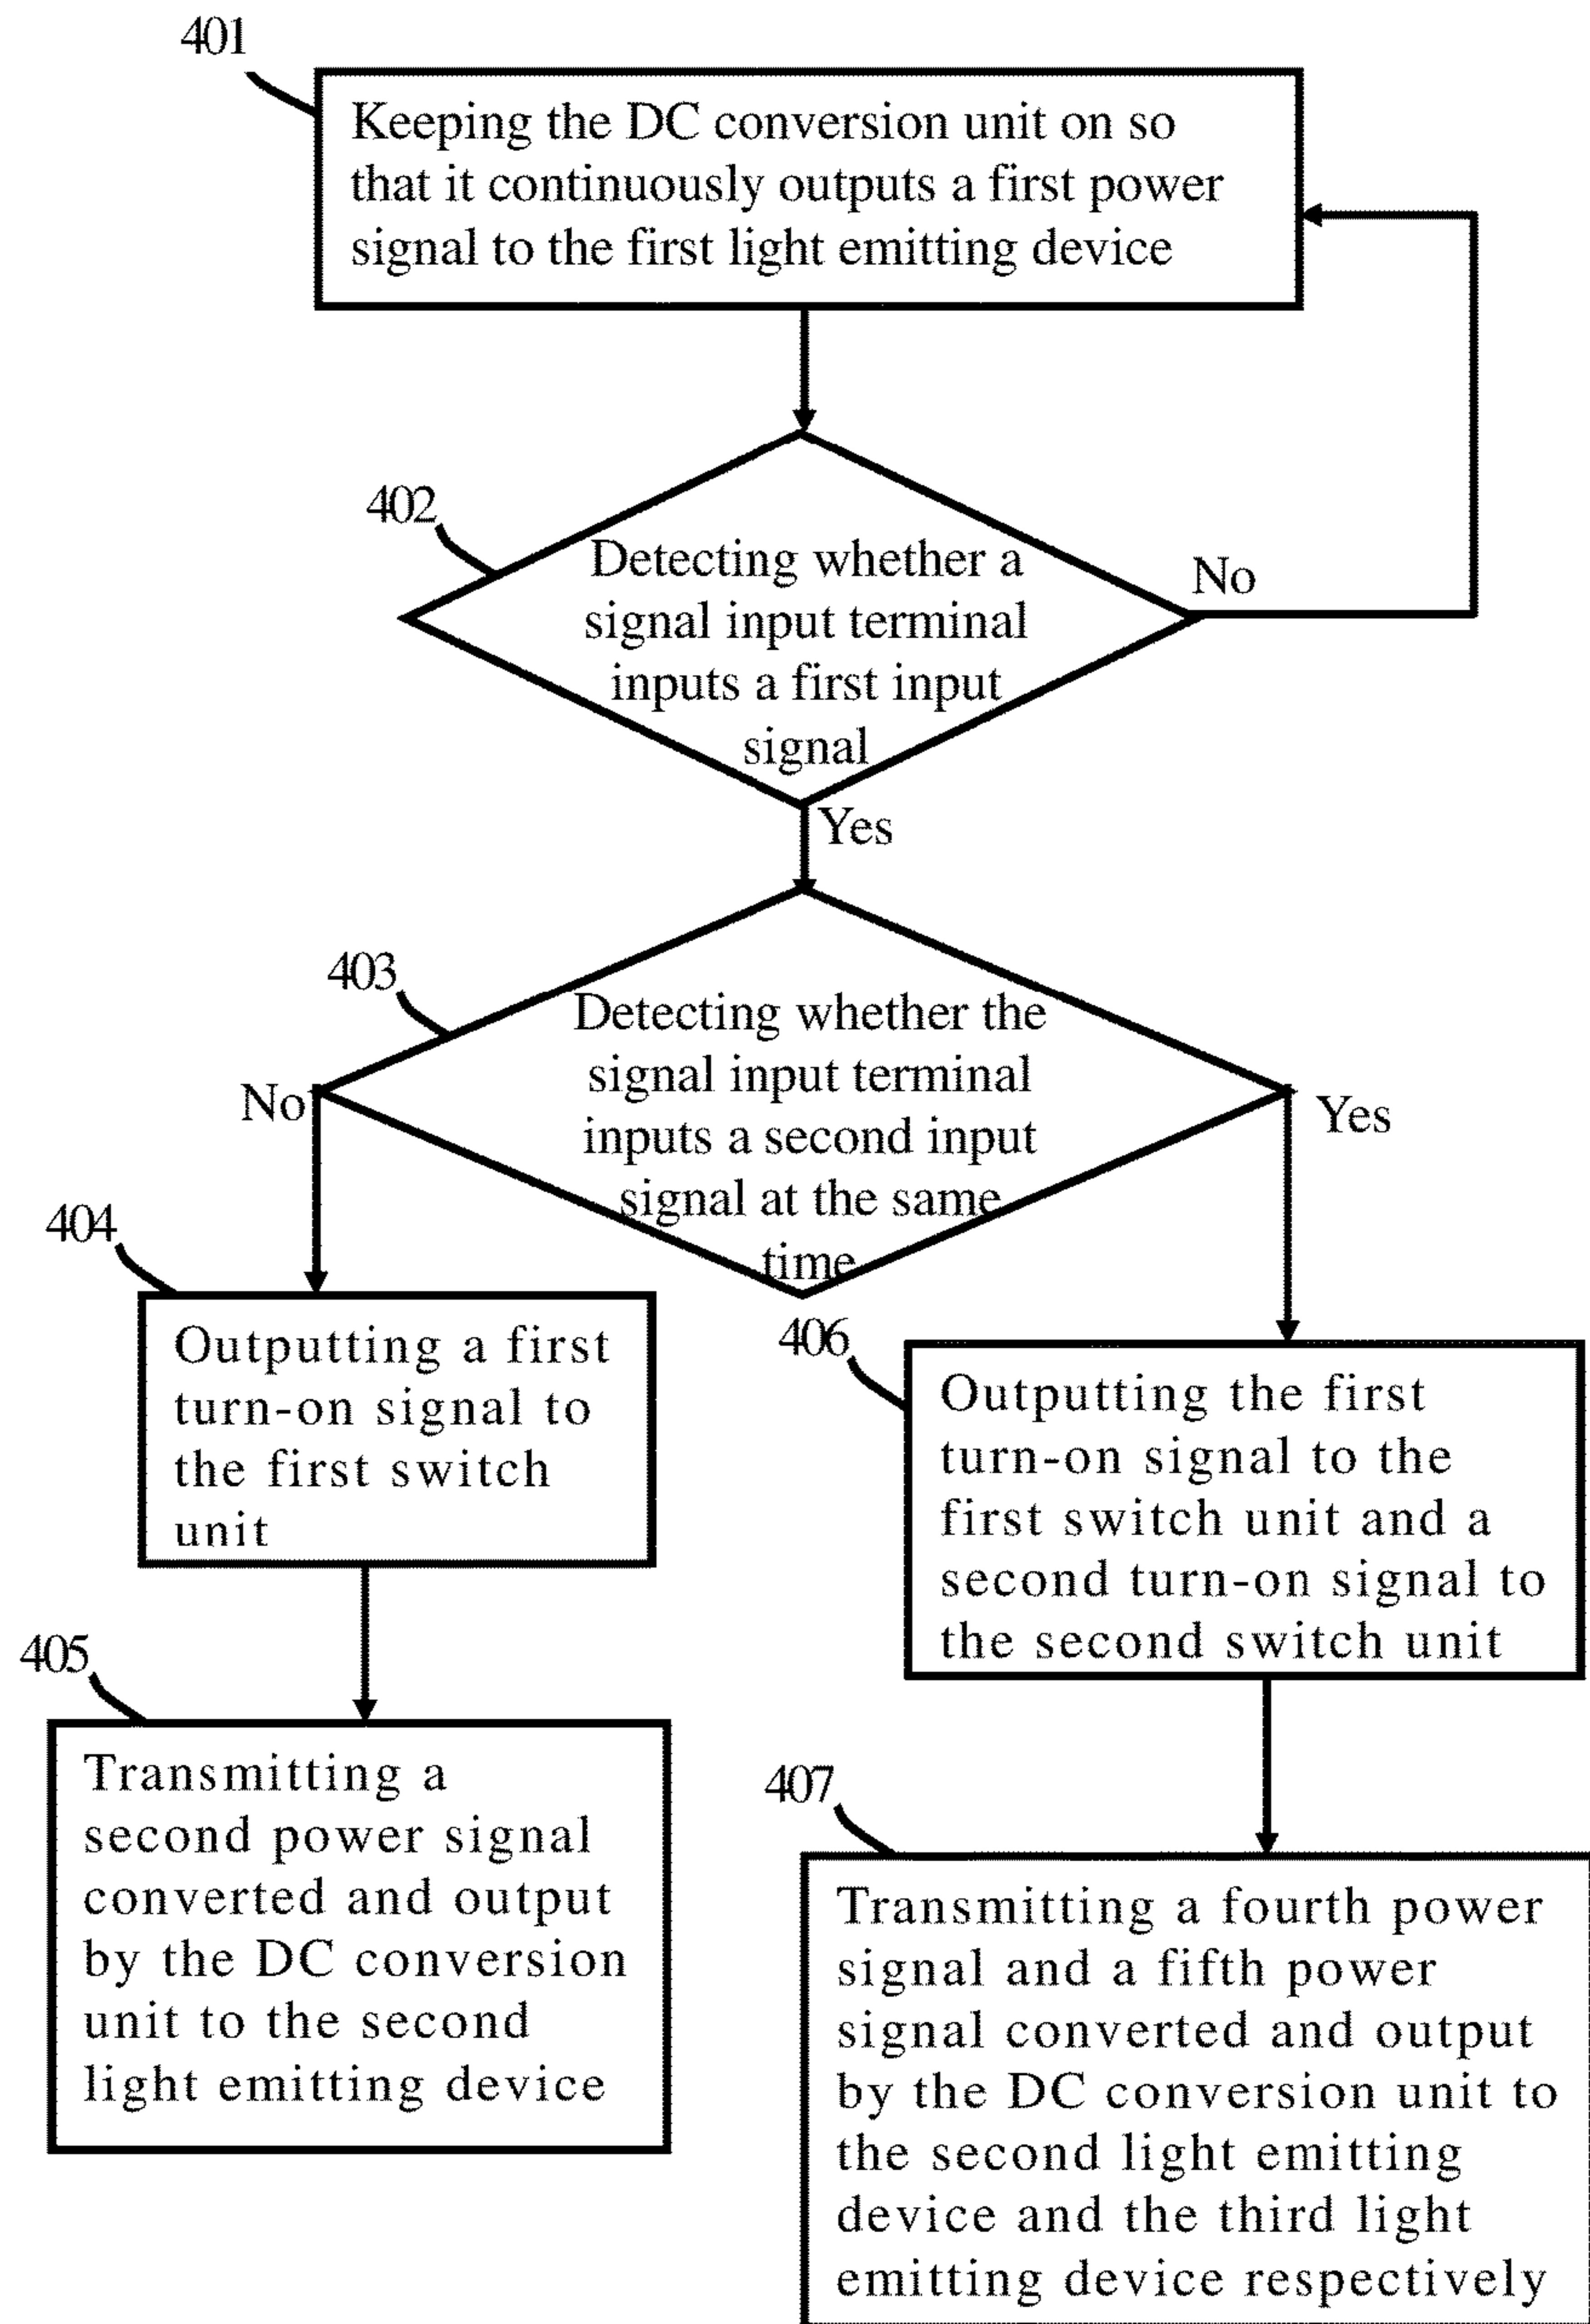 401
Keeping the DC conversion unit on so
that it continuously outputs a first power
signal to the first light emitting device
402
Detecting whether a
signal input terminal
inputs a first input
signal
No
Yes
403
Detecting whether the
signal input terminal
inputs a second input
signal at the same
time
No
Yes
404
Outputting a first
turn-on signal to
the first switch
unit
406
Outputting the first
turn-on signal to the
first switch unit and a
second turn-on signal to
the second switch unit
405
Transmitting a
second power signal
converted and output
by the DC conversion
unit to the second
light emitting device
407
Transmitting a fourth power
signal and a fifth power
signal converted and output
by the DC conversion unit to
the second light emitting
device and the third light
emitting device respectively